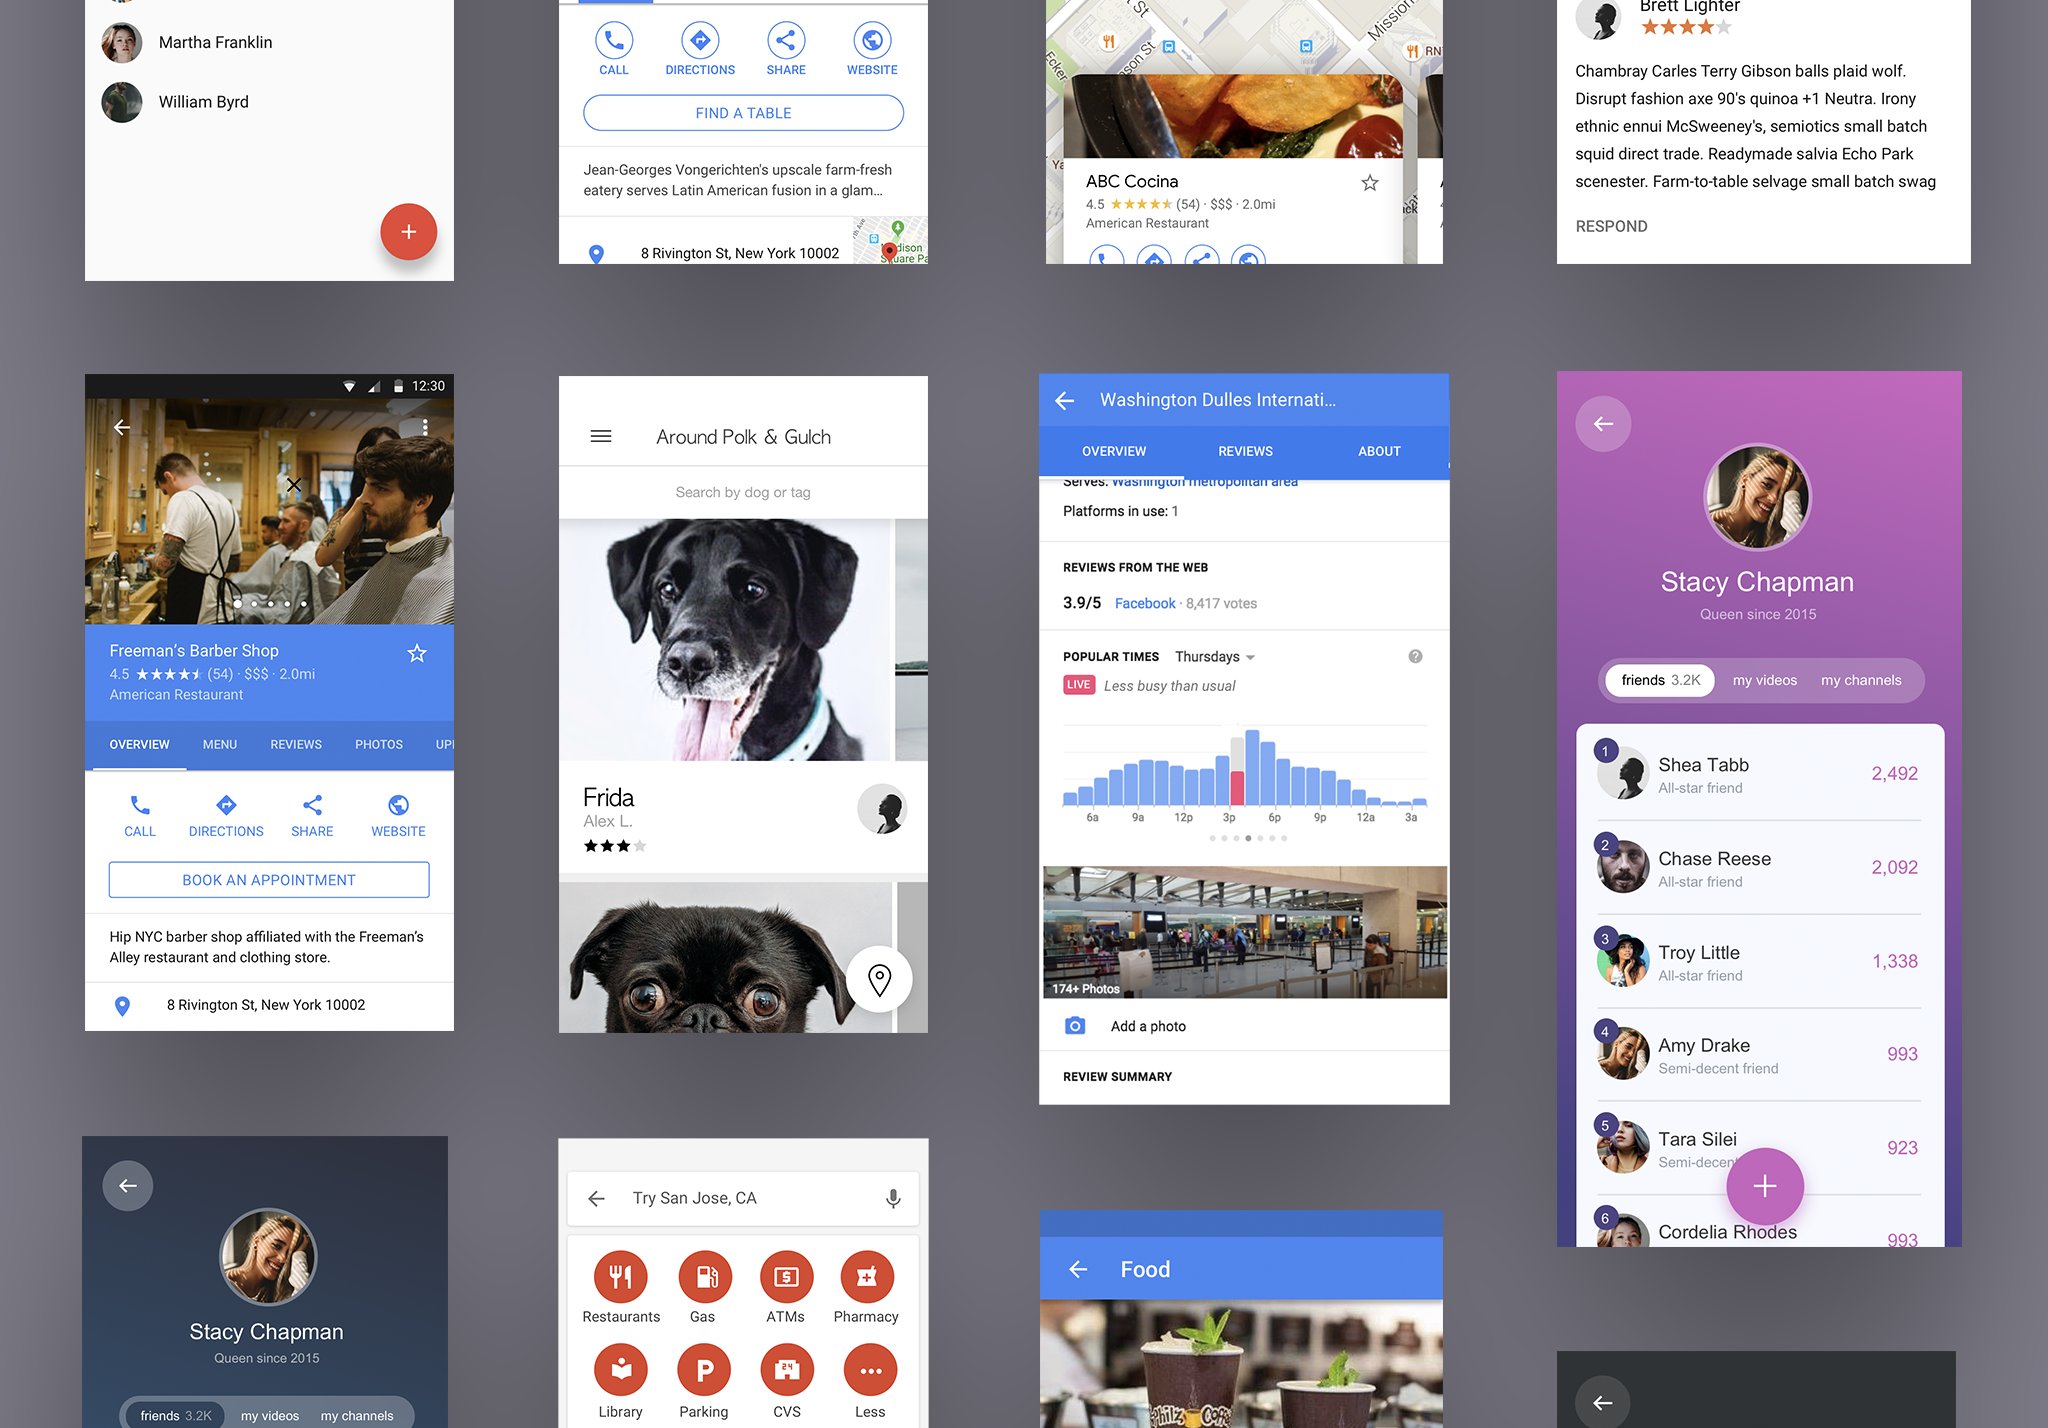 Martha Franklin
William Byrd
CALL DIRECTIONS SHARE WEBSITE
FIND A TABLE
Jean-Georges Vongerichten's upscale farm-fresh
eatery serves Latin American fusion in a glam...
8 Rivington St, New York 10002
Mission
ABC Cocina
4.5 (54) · $$$ · 2.0mi
American Restaurant
Brett Lighter
Chambray Carles Terry Gibson balls plaid wolf.
Disrupt fashion axe 90's quinoa +1 Neutra. Irony
ethnic ennui McSweeney's, semiotics small batch
squid direct trade. Readymade salvia Echo Park
scenester. Farm-to-table selvage small batch swag
RESPOND
12:30
Freeman's Barber Shop
4.5 (54) · $$$ · 2.0mi
American Restaurant
OVERVIEW MENU REVIEWS PHOTOS UP
CALL DIRECTIONS SHARE WEBSITE
BOOK AN APPOINTMENT
Hip NYC barber shop affiliated with the Freeman's
Alley restaurant and clothing store.
8 Rivington St, New York 10002
Around Polk & Gulch
Search by dog or tag
Frida
Alex L.
Washington Dulles Internati...
OVERVIEW REVIEWS ABOUT
Serves: Washington metropolitan area
Platforms in use: 1
REVIEWS FROM THE WEB
3.9/5 Facebook · 8,417 votes
POPULAR TIMES Thursdays ?
LIVE Less busy than usual
6a 9a 12p 3p 6p 9p 12a 3a
174+ Photos
Add a photo
REVIEW SUMMARY
Stacy Chapman
Queen since 2015
friends 3.2K my videos my channels
1 Shea Tabb 2,492
All-star friend
2 Chase Reese 2,092
All-star friend
3 Troy Little 1,338
All-star friend
4 Amy Drake 993
Semi-decent friend
5 Tara Silei 923
Semi-decent
6 Cordelia Rhodes 993
Stacy Chapman
Queen since 2015
friends 3.2K my videos my channels
Try San Jose, CA
Restaurants Gas ATMs Pharmacy
P 24
Library Parking CVS Less
Food